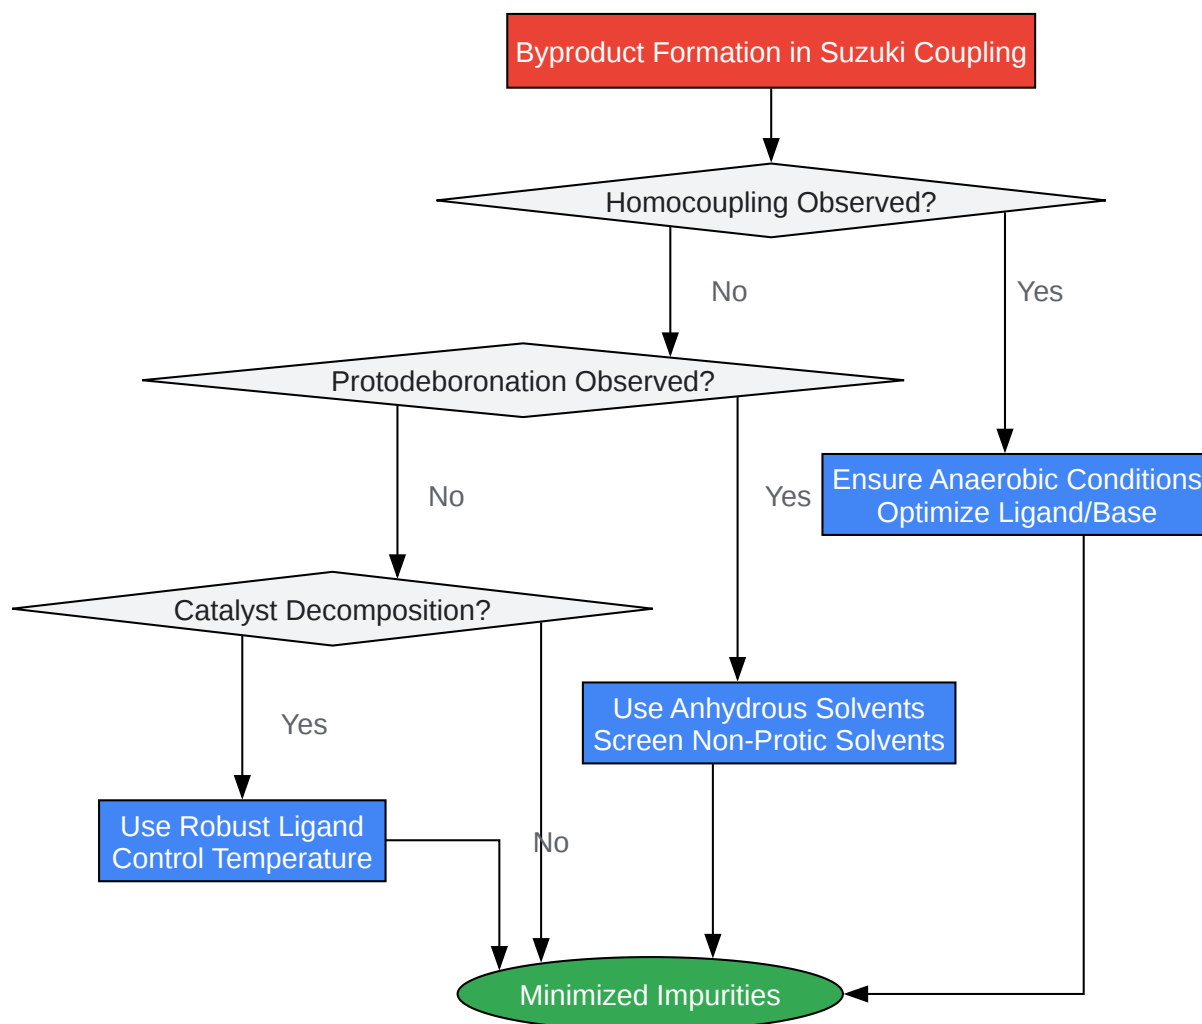 Byproduct Formation in Suzuki Coupling
Homocoupling Observed?
No
Yes
Protodeboronation Observed?
No
Yes
Ensure Anaerobic Conditions
Optimize Ligand/Base
Catalyst Decomposition?
Yes
No
Use Anhydrous Solvents
Screen Non-Protic Solvents
Use Robust Ligand
Control Temperature
Minimized Impurities